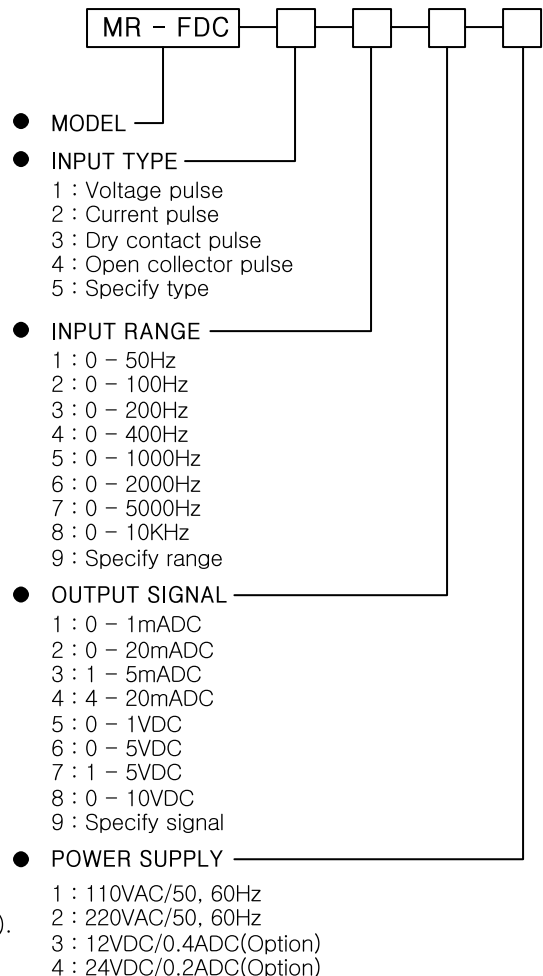 MR - FDC
● MODEL
● INPUT TYPE
1 : Voltage pulse
2 : Current pulse
3 : Dry contact pulse
4 : Open collector pulse
5 : Specify type
● INPUT RANGE
1 : 0 - 50Hz
2 : 0 - 100Hz
3 : 0 - 200Hz
4 : 0 - 400Hz
5 : 0 - 1000Hz
6 : 0 - 2000Hz
7 : 0 - 5000Hz
8 : 0 - 10KHz
9 : Specify range
● OUTPUT SIGNAL
1 : 0 - 1mADC
2 : 0 - 20mADC
3 : 1 - 5mADC
4 : 4 - 20mADC
5 : 0 - 1VDC
6 : 0 - 5VDC
7 : 1 - 5VDC
8 : 0 - 10VDC
9 : Specify signal
● POWER SUPPLY
1 : 110VAC/50, 60Hz
). 2 : 220VAC/50, 60Hz
3 : 12VDC/0.4ADC(Option)
4 : 24VDC/0.2ADC(Option)